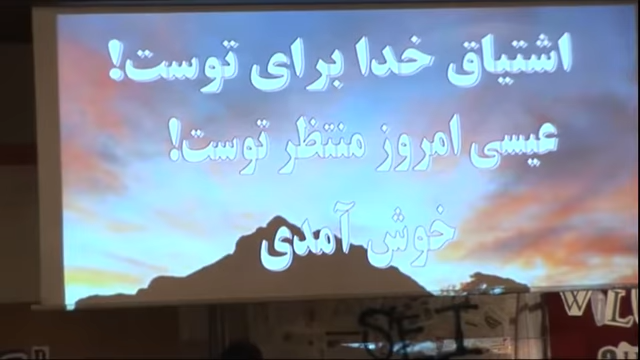 اشتیاق خدا برای توست!
عیسی امروز منتظر توست!
خوش آمدی